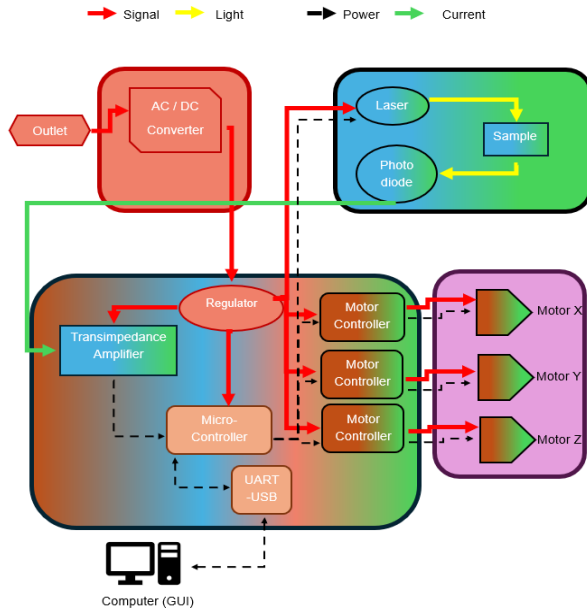 Signal Light Power Current
AC / DC
Converter
Outlet
Laser
Sample
Photo
diode
Regulator
Transimpedance
Amplifier
Motor
Controller
Motor
Controller
Motor
Controller
Micro-
Controller
UART
-USB
Motor X
Motor Y
Motor Z
Computer (GUI)